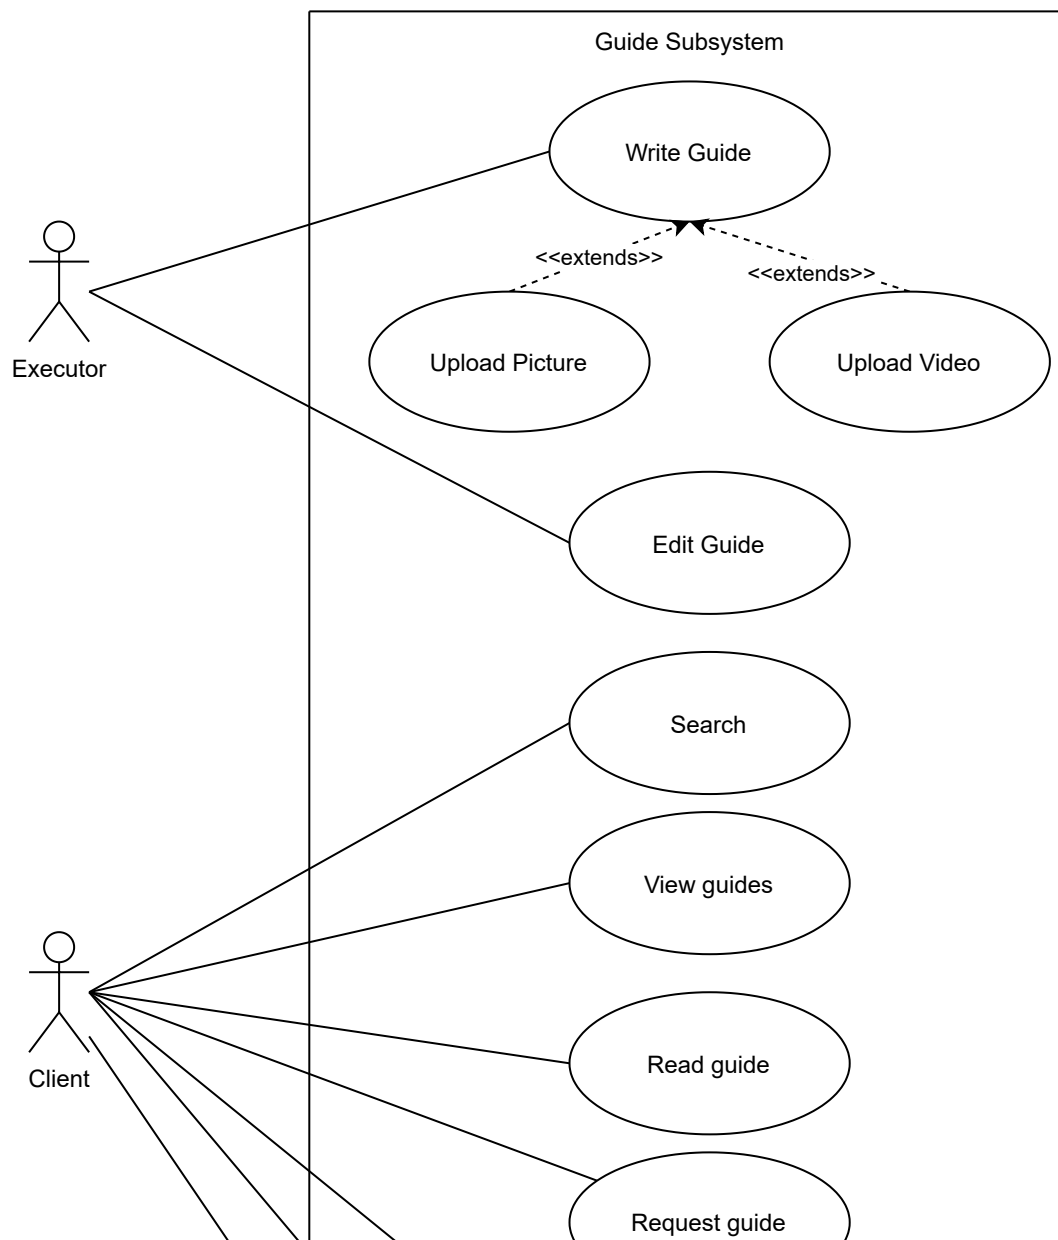 Guide Subsystem
Write Guide
<<extends>>
<<extends>>
Executor
Upload Picture
Upload Video
Edit Guide
Search
View guides
Client
Read guide
Request guide